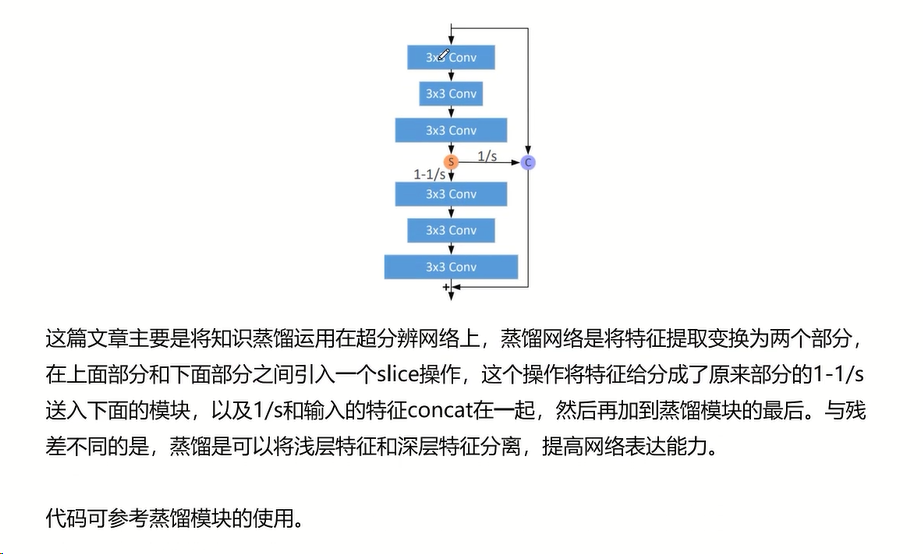 3x3 Conv
3x3 Conv
3x3 Conv
S
1/s
C
1-1/s
3x3 Conv
3x3 Conv
3x3 Conv
+
这篇文章主要是将知识蒸馏运用在超分辨网络上，蒸馏网络是将特征提取变换为两个部分，
在上面部分和下面部分之间引入一个slice操作，这个操作将特征给分成了原来部分的1-1/s
送入下面的模块，以及1/s和输入的特征concat在一起，然后再加到蒸馏模块的最后。与残
差不同的是，蒸馏是可以将浅层特征和深层特征分离，提高网络表达能力。
代码可参考蒸馏模块的使用。